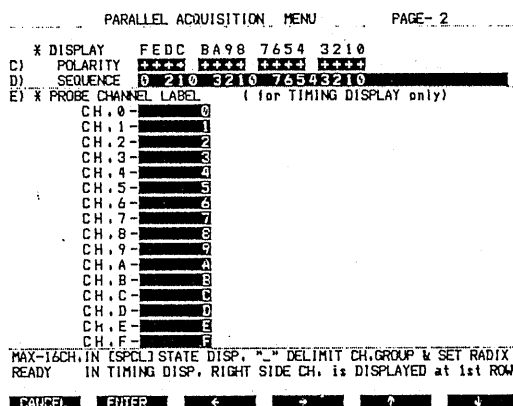 PARALLEL ACQUISITION MENU PAGE- 2
* DISPLAY FEDC BA98 7654 3210
C) POLARITY ++++ ++++ ++++ ++++
D) SEQUENCE 0 210 3210 76543210
E) * PROBE CHANNEL LABEL ( for TIMING DISPLAY only)
CH.0- 0
CH.1- 1
CH.2- 2
CH.3- 3
CH.4- 4
CH.5- 5
CH.6- 6
CH.7- 7
CH.8- 8
CH.9- 9
CH.A- A
CH.B- B
CH.C- C
CH.D- D
CH.E- E
CH.F- F
MAX-16CH.IN [SPCL] STATE DISP. "_" DELIMIT CH.GROUP & SET RADIX
READY IN TIMING DISP. RIGHT SIDE CH. is DISPLAYED at 1st ROW
CANCEL ENTER ← → ↑ ↓